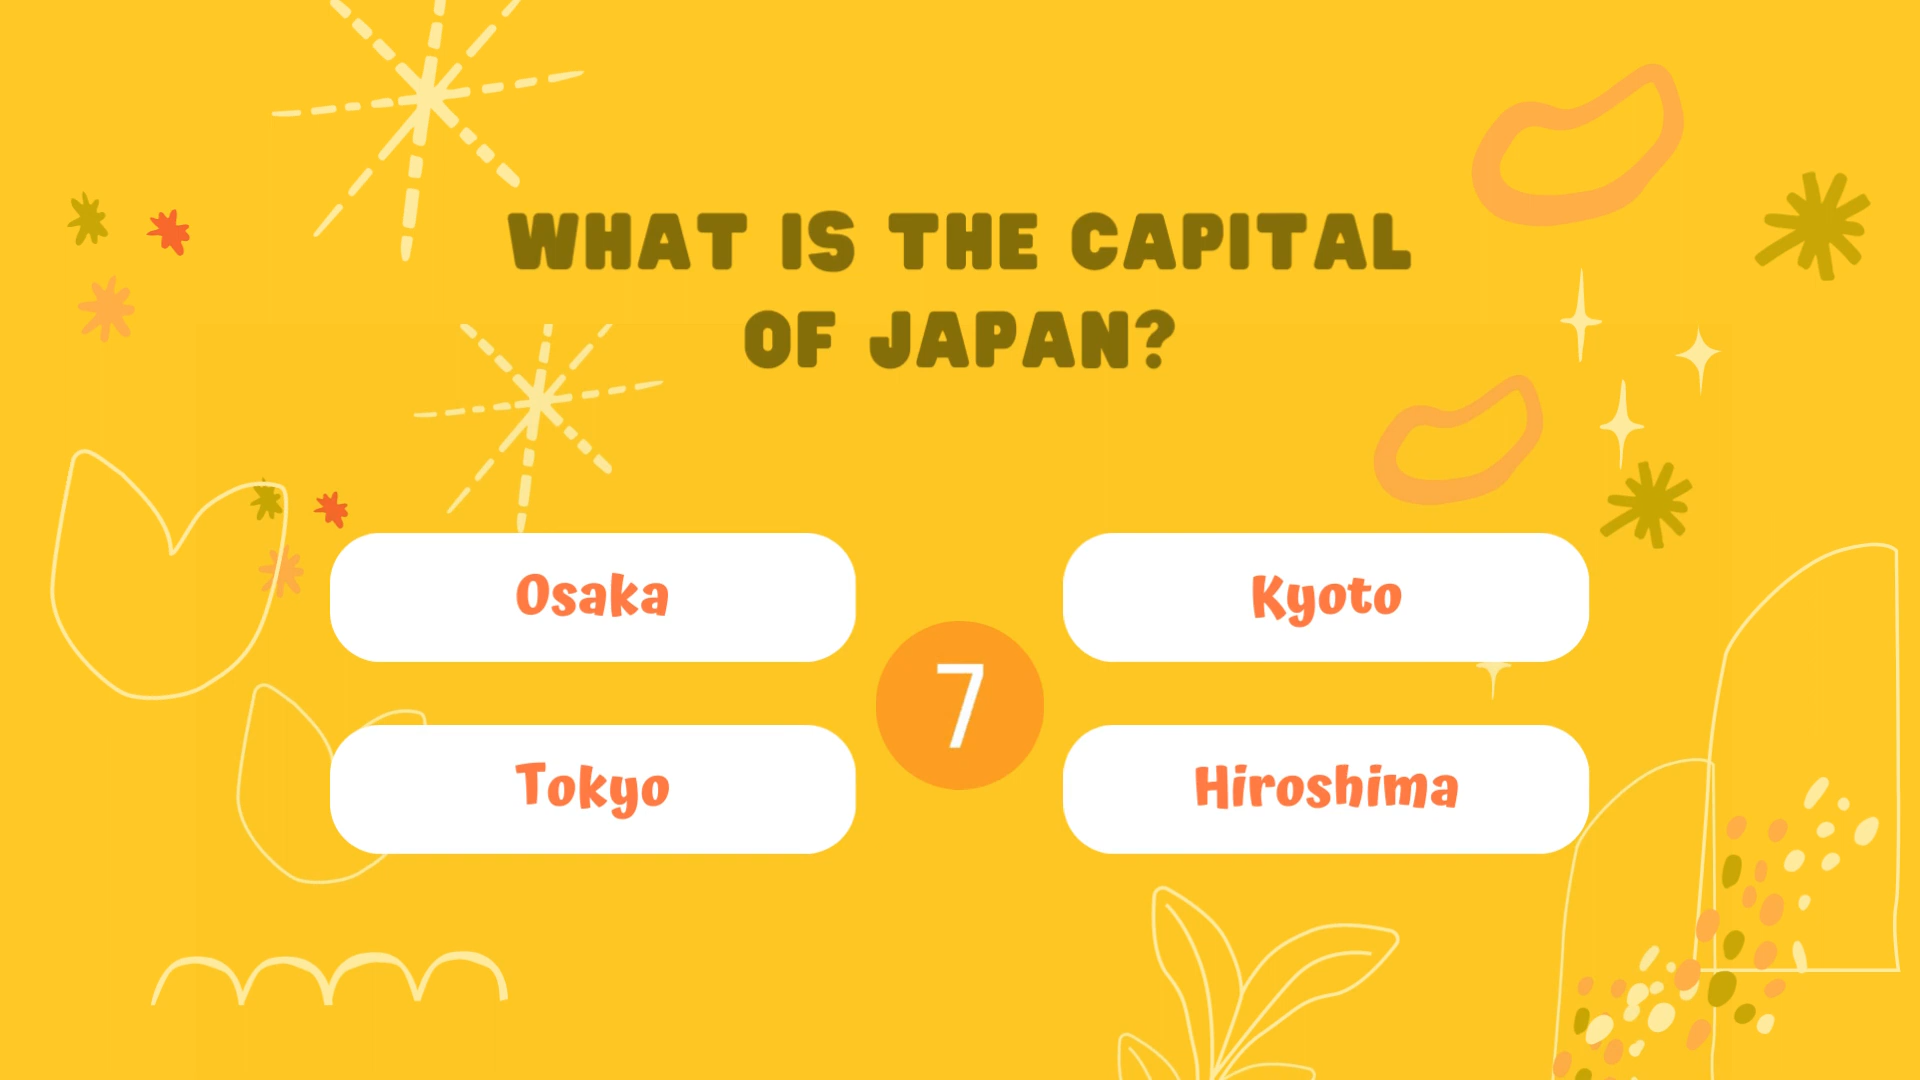 WHAT IS THE CAPITAL
OF JAPAN?
Osaka
Kyoto
7
Tokyo
Hiroshima